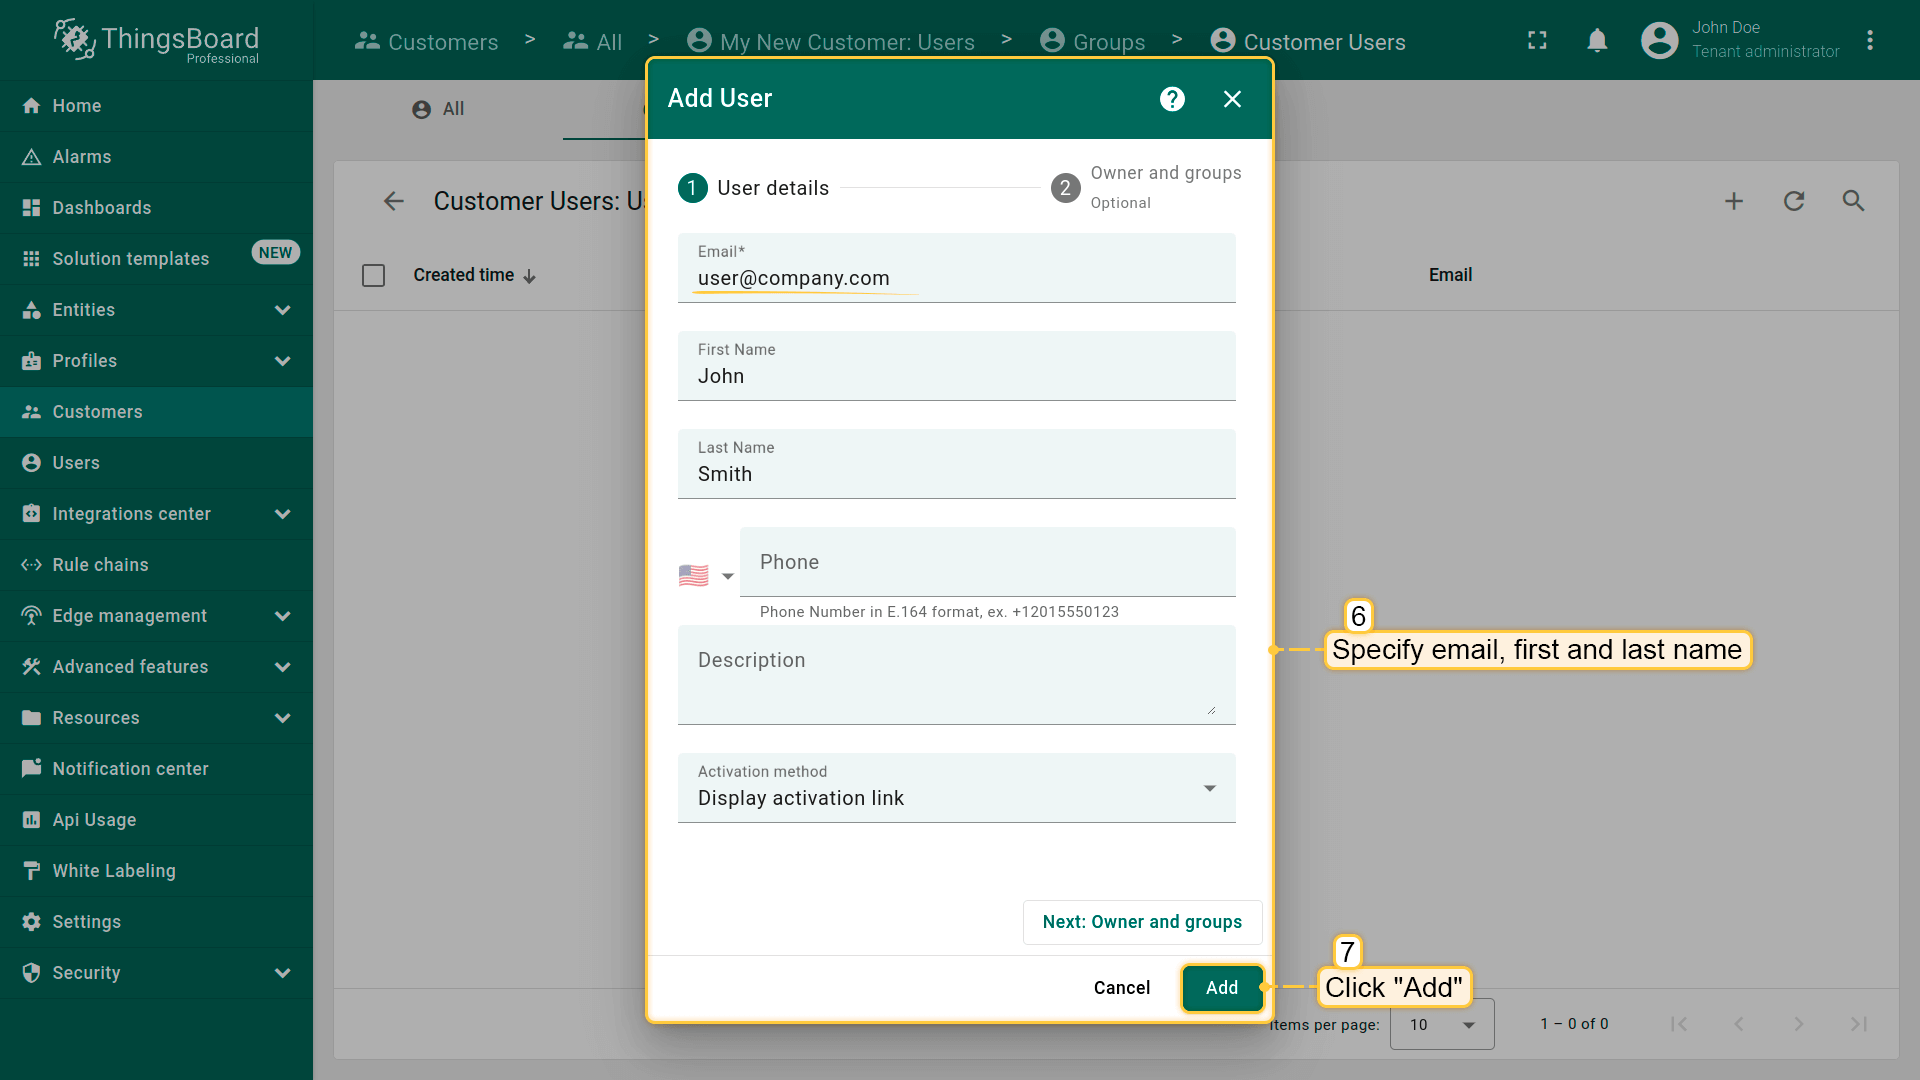 ThingsBoard
Professional
Customers > All > My New Customer: Users > Groups > Customer Users
John Doe
Tenant administrator
Home
Alarms
Dashboards
Solution templates NEW
Entities
Profiles
Customers
Users
Integrations center
Rule chains
Edge management
Advanced features
Resources
Notification center
Api Usage
White Labeling
Settings
Security
All
Customer Users: Us
Created time
Email
Add User
1 User details
2 Owner and groups
Optional
Email*
user@company.com
First Name
John
Last Name
Smith
Phone
Phone Number in E.164 format, ex. +12015550123
Description
Activation method
Display activation link
Next: Owner and groups
Cancel
Add
6
Specify email, first and last name
7
Click "Add"
Items per page: 10
1 – 0 of 0